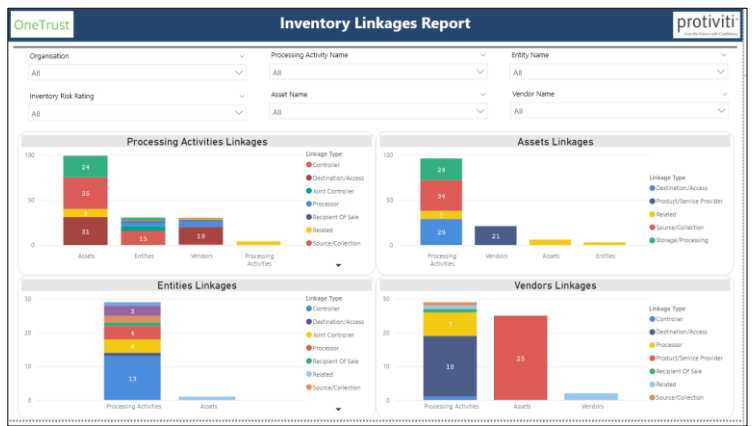 OneTrust
Inventory Linkages Report
protiviti
Face the Future with Confidence
Organisation
Processing Activity Name
Entity Name
All
All
All
Inventory Risk Rating
Asset Name
Vendor Name
All
All
All
Processing Activities Linkages
100
50
0
24
35
9
31
15
19
Assets
Entities
Vendors
Processing
Activities
Linkage Type
Controller
Destination/Access
Joint Controller
Processor
Recipient Of Sale
Related
Source/Collection
Assets Linkages
100
50
0
24
34
29
21
Processing
Activities
Vendors
Assets
Entities
Linkage Type
Destination/Access
Product/Service Provider
Related
Source/Collection
Storage/Processing
Entities Linkages
30
20
10
0
3
4
13
Processing Activities
Assets
Linkage Type
Controller
Destination/Access
Joint Controller
Processor
Recipient Of Sale
Related
Source/Collection
Vendors Linkages
30
20
10
0
7
18
25
Processing Activities
Assets
Vendors
Linkage Type
Controller
Destination/Access
Processor
Product/Service Provider
Recipient Of Sale
Related
Source/Collection